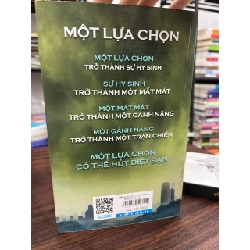 MỘT LỰA CHỌN
MỘT LỰA CHỌN
TRỞ THÀNH SỰ HY SINH
SỰ HY SINH
TRỞ THÀNH MỘT MẤT MÁT
MỘT MẤT MÁT
TRỞ THÀNH MỘT GÁNH NẶNG
MỘT GÁNH NẶNG
TRỞ THÀNH MỘT TRẬN CHIẾN
MỘT LỰA CHỌN
CÓ THỂ HỦY DIỆT BẠN